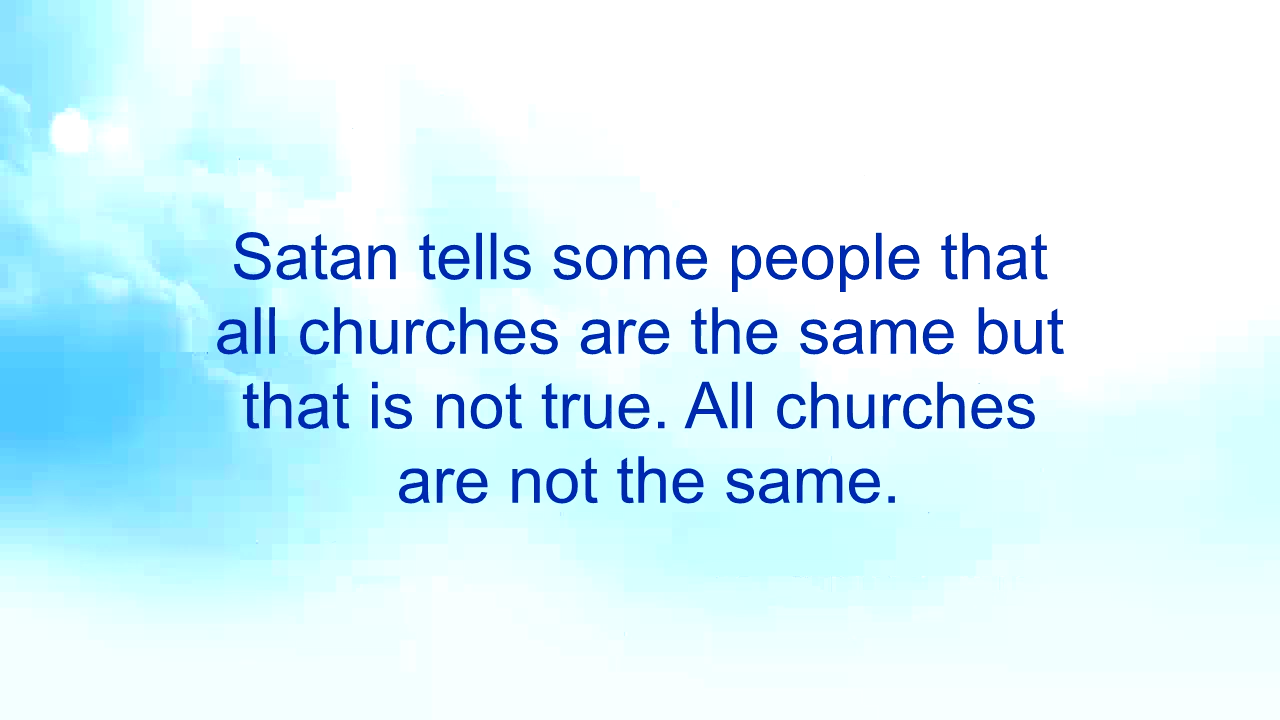 Satan tells some people that
all churches are the same but
that is not true. All churches
are not the same.